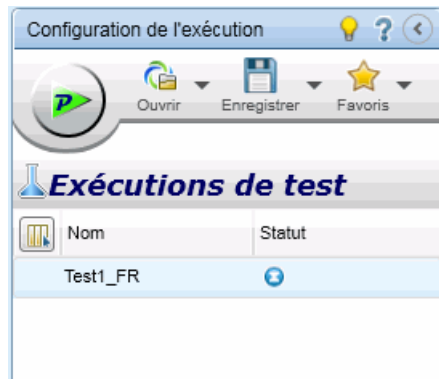 Configuration de l'exécution
Ouvrir Enregistrer Favoris
Exécutions de test
Nom Statut
Test1_FR